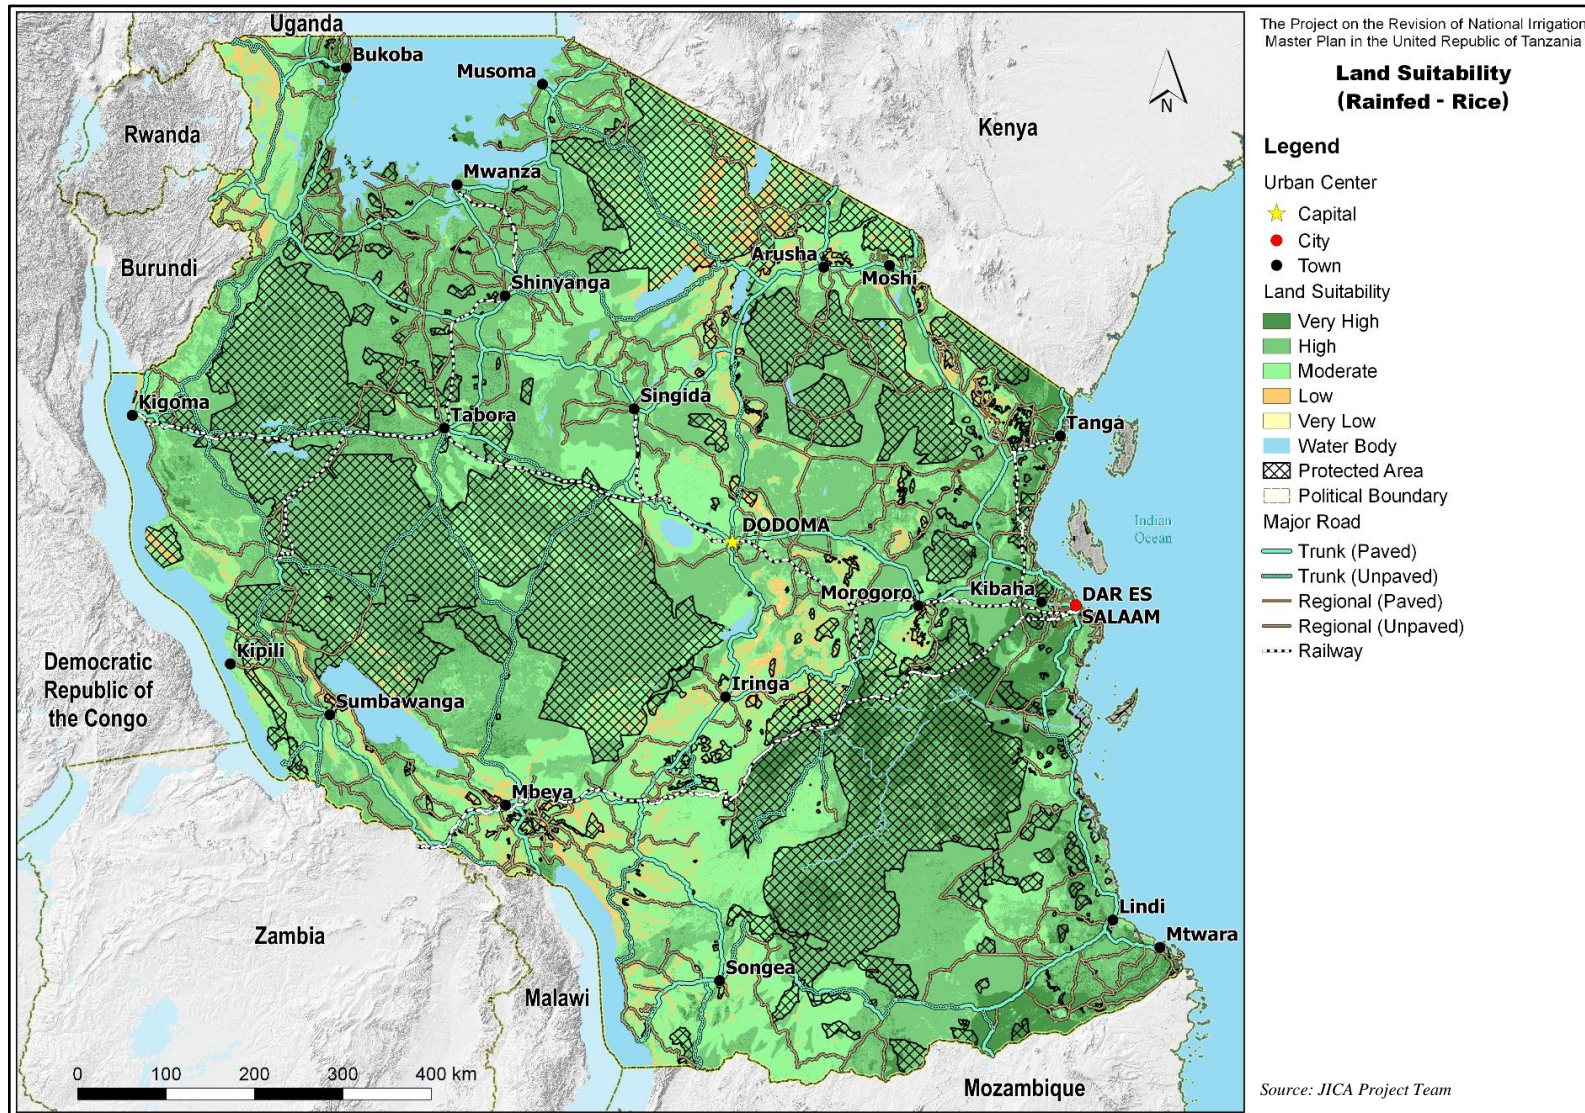 The Project on the Revision of National Irrigation
Master Plan in the United Republic of Tanzania
Land Suitability
(Rainfed - Rice)
Legend
Urban Center
Capital
City
Town
Land Suitability
Very High
High
Moderate
Low
Very Low
Water Body
Protected Area
Political Boundary
Major Road
Trunk (Paved)
Trunk (Unpaved)
Regional (Paved)
Regional (Unpaved)
Railway
Source: JICA Project Team
Uganda
Bukoba
Musoma
N
Rwanda
Kenya
Mwanza
Burundi
Arusha
Moshi
Shinyanga
Kigoma
Singida
Tabora
Tanga
DODOMA
Indian
Ocean
Morogoro
Kibaha
DAR ES
SALAAM
Democratic
Republic of
the Congo
Kipili
Sumbawanga
Iringa
Mbeya
Lindi
Mtwara
Zambia
Songea
Malawi
Mozambique
0 100 200 300 400 km